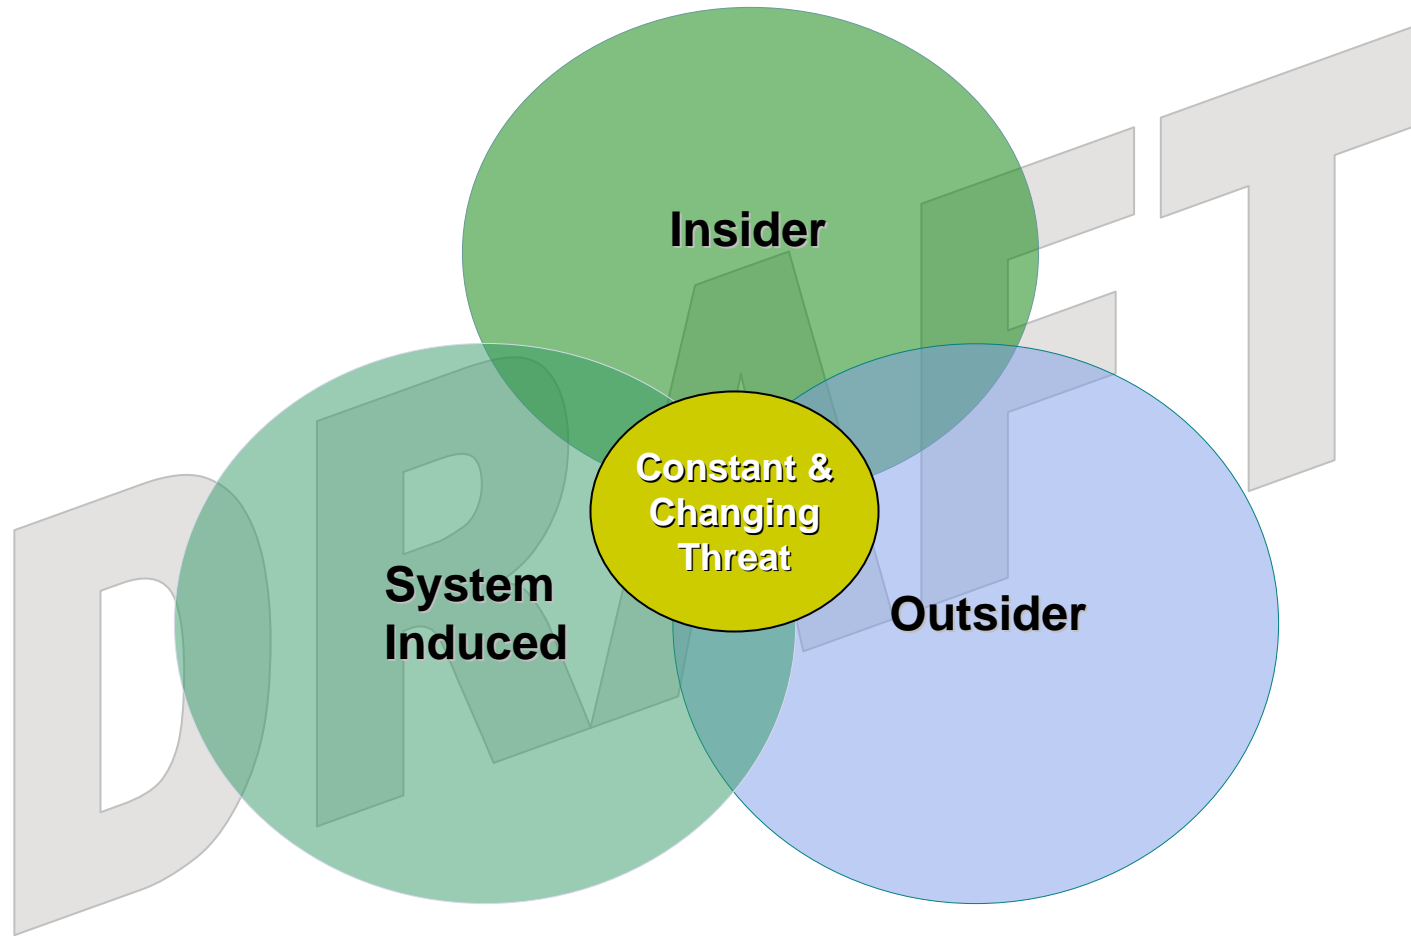 DRAFT
Insider
Constant &
Changing
Threat
System
Induced
Outsider